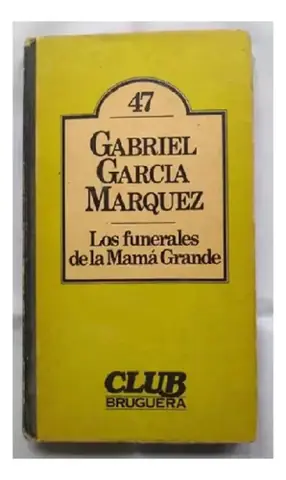 47
GABRIEL
GARCIA
MARQUEZ
Los funerales
de la Mamá Grande
CLUB
BRUGUERA